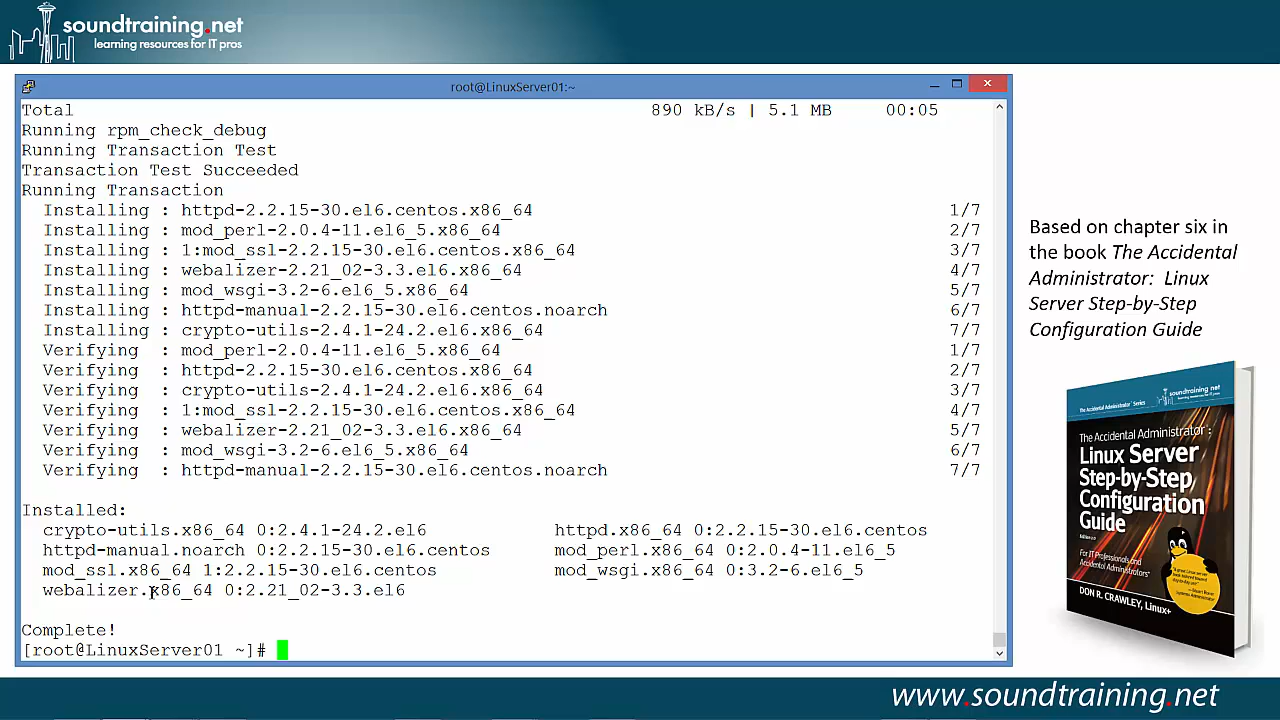 soundtraining.net
learning resources for IT pros
root@LinuxServer01:~
Total 890 kB/s | 5.1 MB 00:05
Running rpm_check_debug
Running Transaction Test
Transaction Test Succeeded
Running Transaction
Installing : httpd-2.2.15-30.el6.centos.x86_64 1/7
Installing : mod_perl-2.0.4-11.el6_5.x86_64 2/7
Installing : 1:mod_ssl-2.2.15-30.el6.centos.x86_64 3/7
Installing : webalizer-2.21_02-3.3.el6.x86_64 4/7
Installing : mod_wsgi-3.2-6.el6_5.x86_64 5/7
Installing : httpd-manual-2.2.15-30.el6.centos.noarch 6/7
Installing : crypto-utils-2.4.1-24.2.el6.x86_64 7/7
Verifying : mod_perl-2.0.4-11.el6_5.x86_64 1/7
Verifying : httpd-2.2.15-30.el6.centos.x86_64 2/7
Verifying : crypto-utils-2.4.1-24.2.el6.x86_64 3/7
Verifying : 1:mod_ssl-2.2.15-30.el6.centos.x86_64 4/7
Verifying : webalizer-2.21_02-3.3.el6.x86_64 5/7
Verifying : mod_wsgi-3.2-6.el6_5.x86_64 6/7
Verifying : httpd-manual-2.2.15-30.el6.centos.noarch 7/7
Installed:
crypto-utils.x86_64 0:2.4.1-24.2.el6 httpd.x86_64 0:2.2.15-30.el6.centos
httpd-manual.noarch 0:2.2.15-30.el6.centos mod_perl.x86_64 0:2.0.4-11.el6_5
mod_ssl.x86_64 1:2.2.15-30.el6.centos mod_wsgi.x86_64 0:3.2-6.el6_5
webalizer.x86_64 0:2.21_02-3.3.el6
Complete!
[root@LinuxServer01 ~]#
Based on chapter six in
the book The Accidental
Administrator: Linux
Server Step-by-Step
Configuration Guide
soundtraining.net
The Accidental Administrator Series
The Accidental Administrator:
Linux Server
Step-by-Step
Configuration
Guide
For IT Professionals and
Accidental Administrators
DON R. CRAWLEY, Linux+
www.soundtraining.net